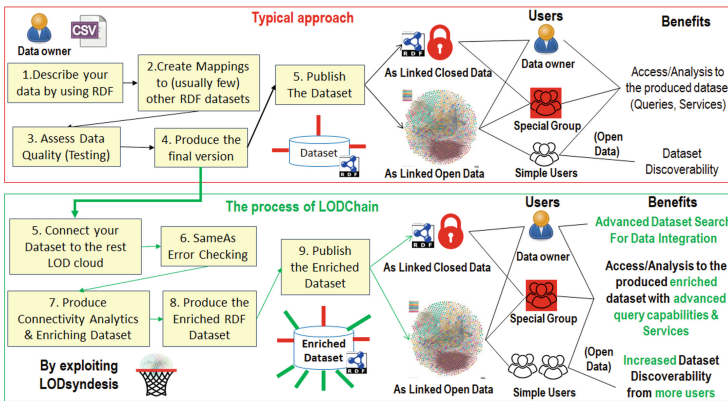 Typical approach
CSV
Data owner
1.Describe your
data by using RDF
2.Create Mappings
to (usually few)
other RDF datasets
3. Assess Data
Quality (Testing)
4. Produce the
final version
5. Publish
The Dataset
Dataset
RDF
RDF
As Linked Closed Data
As Linked Open Data
Users
Data owner
Special Group
Simple Users
(Open
Data)
Benefits
Access/Analysis to
the produced dataset
(Queries, Services)
Dataset
Discoverability
The process of LODChain
5. Connect your
Dataset to the rest
LOD cloud
6. SameAs
Error Checking
7. Produce
Connectivity Analytics
& Enriching Dataset
8. Produce the
Enriched RDF
Dataset
9. Publish
the Enriched
Dataset
By exploiting
LODsyndesis
Enriched
Dataset
RDF
RDF
As Linked Closed Data
As Linked Open Data
Users
Data owner
Special Group
Simple Users
(Open
Data)
Benefits
Advanced Dataset Search
For Data Integration
Access/Analysis to the
produced enriched
dataset with advanced
query capabilities &
Services
Increased Dataset
Discoverability
from more users